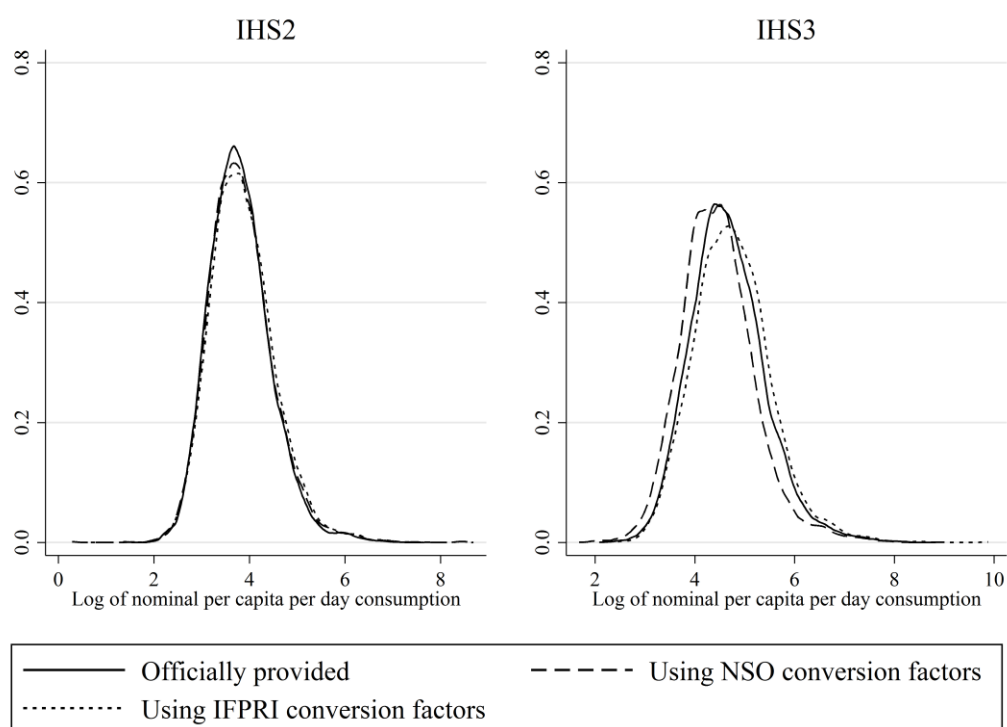 IHS2
0.8
0.6
0.4
0.2
0.0
0 2 4 6 8
Log of nominal per capita per day consumption
IHS3
0.8
0.6
0.4
0.2
0.0
2 4 6 8 10
Log of nominal per capita per day consumption
Officially provided
Using NSO conversion factors
Using IFPRI conversion factors